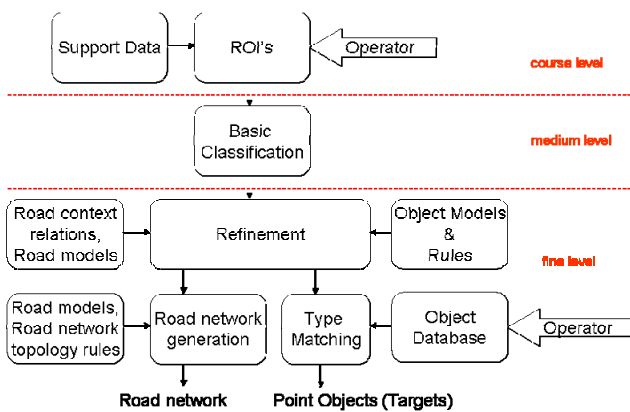 Support Data
ROI's
Operator
course level
Basic
Classification
medium level
Road context
relations,
Road models
Refinement
Object Models
&
Rules
fine level
Road models,
Road network
topology rules
Road network
generation
Type
Matching
Object
Database
Operator
Road network
Point Objects (Targets)